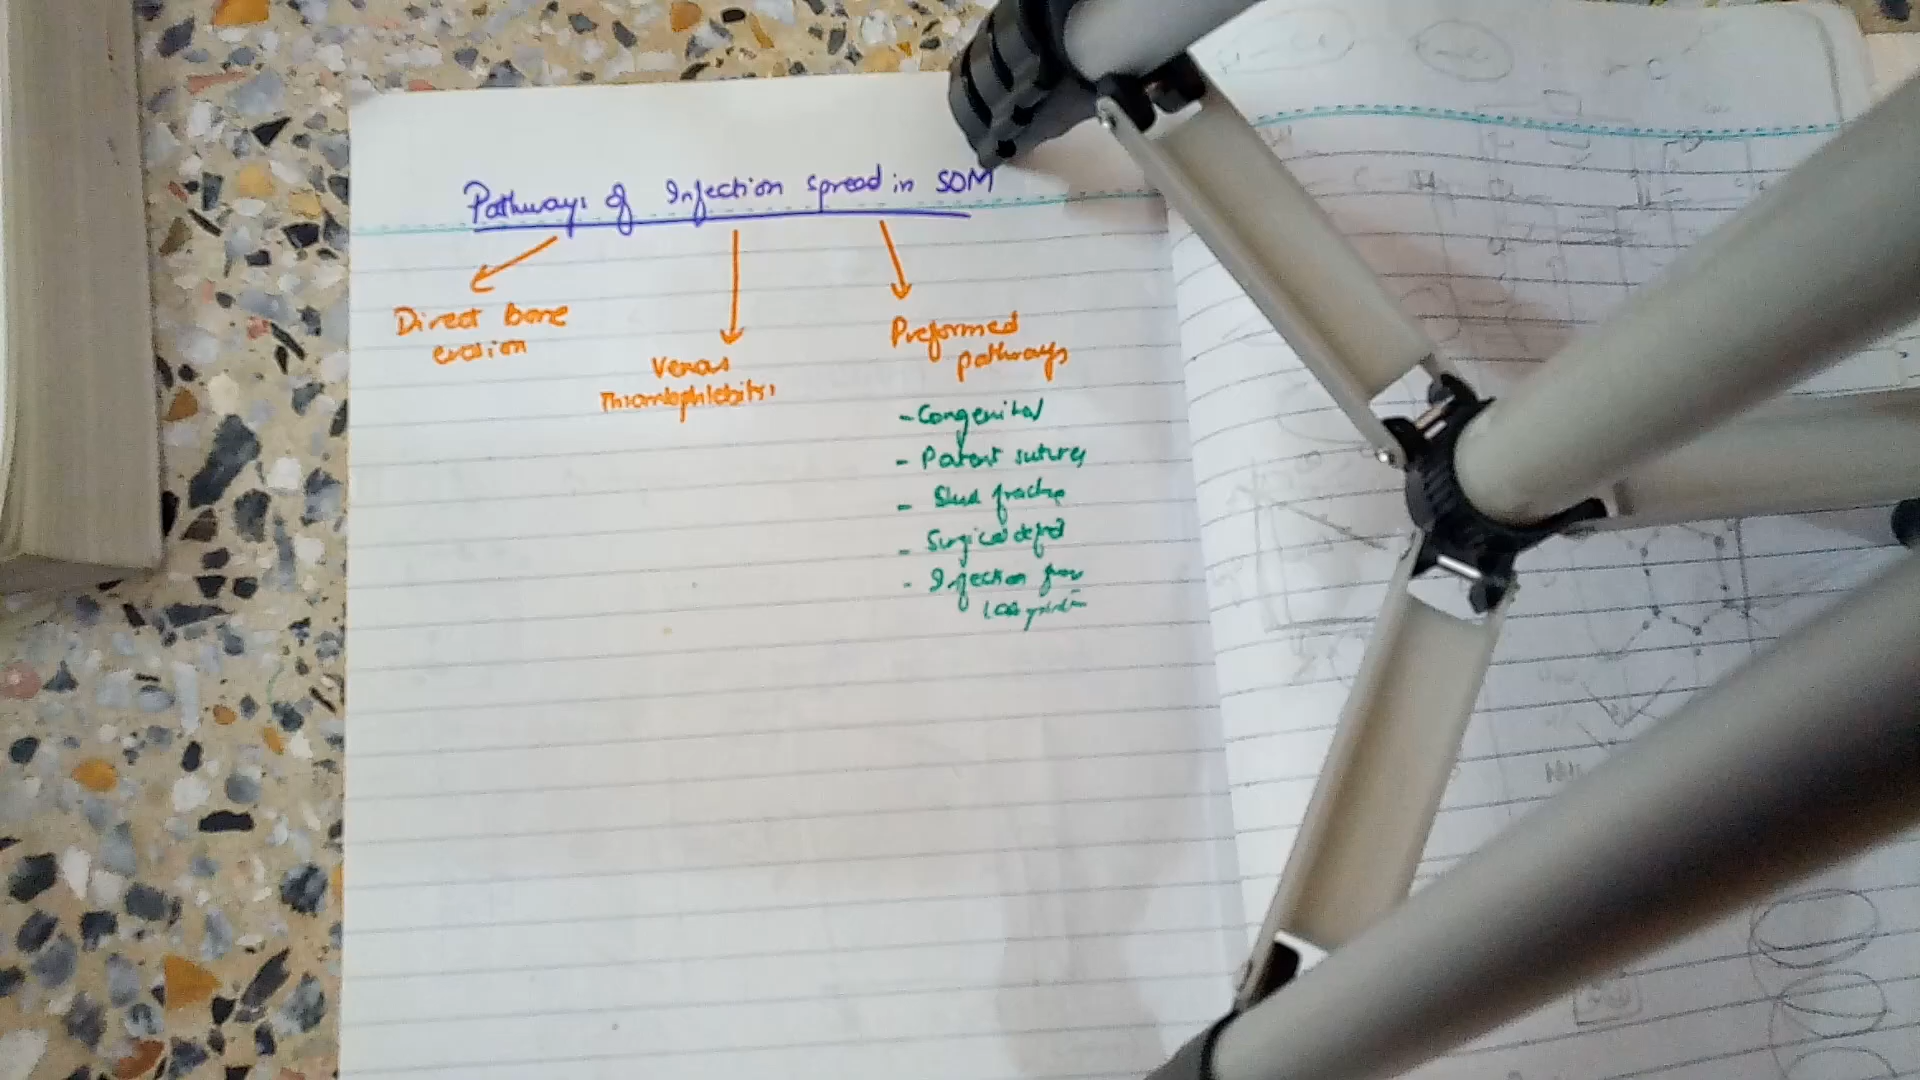 Pathways of Infection spread in SOM
Direct bone
erosion
Venous
Thrombophlebitis
Preformed
pathways
- Congenital
- Patent sutures
- Skull fractre
- Surgical defect
- Infection from
labyrinth